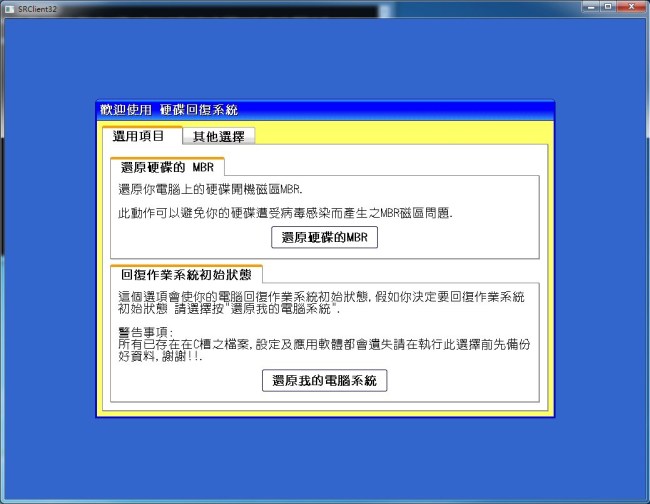 SRClient32
歡迎使用 硬碟回復系統
選用項目 其他選擇
還原硬碟的 MBR
還原你電腦上的硬碟開機磁區MBR.
此動作可以避免你的硬碟遭受病毒感染而產生之MBR磁區問題.
還原硬碟的MBR
回復作業系統初始狀態
這個選項會使你的電腦回復作業系統初始狀態,假如你決定要回復作業系統
初始狀態 請選擇按"還原我的電腦系統".
警告事項:
所有已存在在C槽之檔案,設定及應用軟體都會遺失請在執行此選擇前先備份
好資料,謝謝!!.
還原我的電腦系統